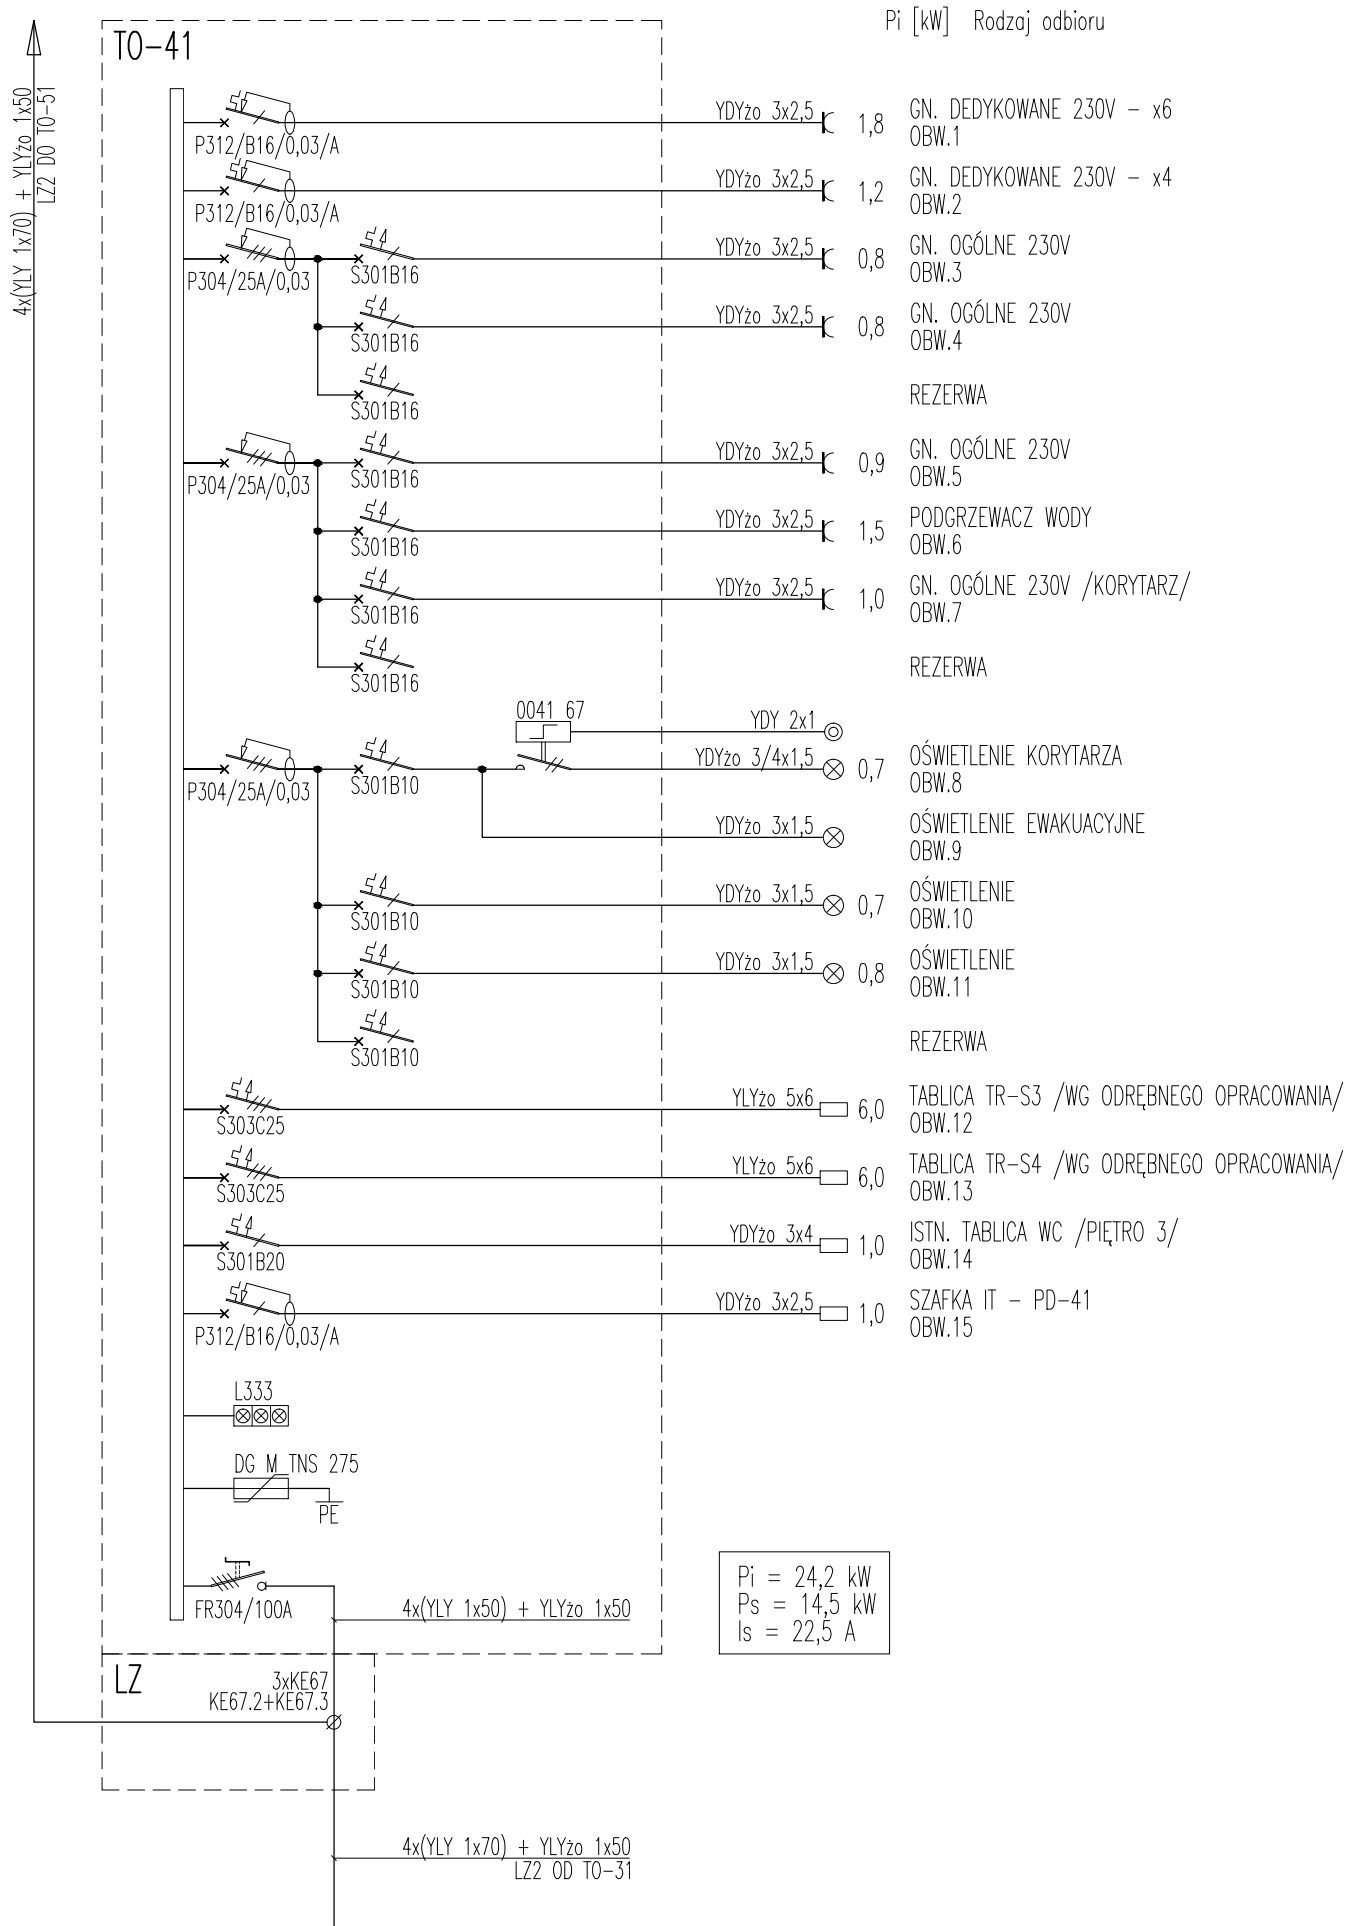 Pi [kW] Rodzaj odbioru
TO-41
4x(YLY 1x70) + YLYżo 1x50
LZ2 DO TO-51
P312/B16/0,03/A
YDYżo 3x2,5
1,8
GN. DEDYKOWANE 230V - x6
OBW.1
P312/B16/0,03/A
YDYżo 3x2,5
1,2
GN. DEDYKOWANE 230V - x4
OBW.2
P304/25A/0,03
S301B16
YDYżo 3x2,5
0,8
GN. OGÓLNE 230V
OBW.3
S301B16
YDYżo 3x2,5
0,8
GN. OGÓLNE 230V
OBW.4
S301B16
REZERWA
P304/25A/0,03
S301B16
YDYżo 3x2,5
0,9
GN. OGÓLNE 230V
OBW.5
S301B16
YDYżo 3x2,5
1,5
PODGRZEWACZ WODY
OBW.6
S301B16
YDYżo 3x2,5
1,0
GN. OGÓLNE 230V /KORYTARZ/
OBW.7
S301B16
REZERWA
0041 67
YDY 2x1
P304/25A/0,03
S301B10
YDYżo 3/4x1,5
0,7
OŚWIETLENIE KORYTARZA
OBW.8
YDYżo 3x1,5
OŚWIETLENIE EWAKUACYJNE
OBW.9
S301B10
YDYżo 3x1,5
0,7
OŚWIETLENIE
OBW.10
S301B10
YDYżo 3x1,5
0,8
OŚWIETLENIE
OBW.11
S301B10
REZERWA
S303C25
YLYżo 5x6
6,0
TABLICA TR-S3 /WG ODRĘBNEGO OPRACOWANIA/
OBW.12
S303C25
YLYżo 5x6
6,0
TABLICA TR-S4 /WG ODRĘBNEGO OPRACOWANIA/
OBW.13
S301B20
YDYżo 3x4
1,0
ISTN. TABLICA WC /PIĘTRO 3/
OBW.14
P312/B16/0,03/A
YDYżo 3x2,5
1,0
SZAFKA IT - PD-41
OBW.15
L333
DG M TNS 275
PE
FR304/100A
4x(YLY 1x50) + YLYżo 1x50
Pi = 24,2 kW
Ps = 14,5 kW
Is = 22,5 A
LZ
3xKE67
KE67.2+KE67.3
4x(YLY 1x70) + YLYżo 1x50
LZ2 OD TO-31